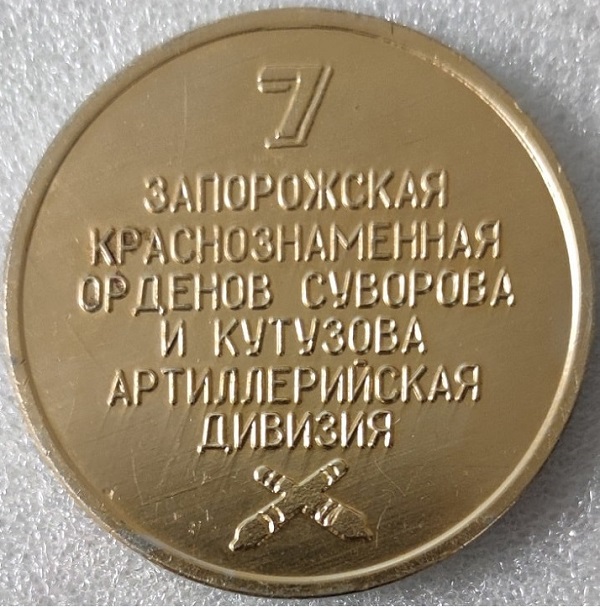 7
ЗАПОРОЖСКАЯ
КРАСНОЗНАМЕННАЯ
ОРДЕНОВ СУВОРОВА
И КУТУЗОВА
АРТИЛЛЕРИЙСКАЯ
ДИВИЗИЯ